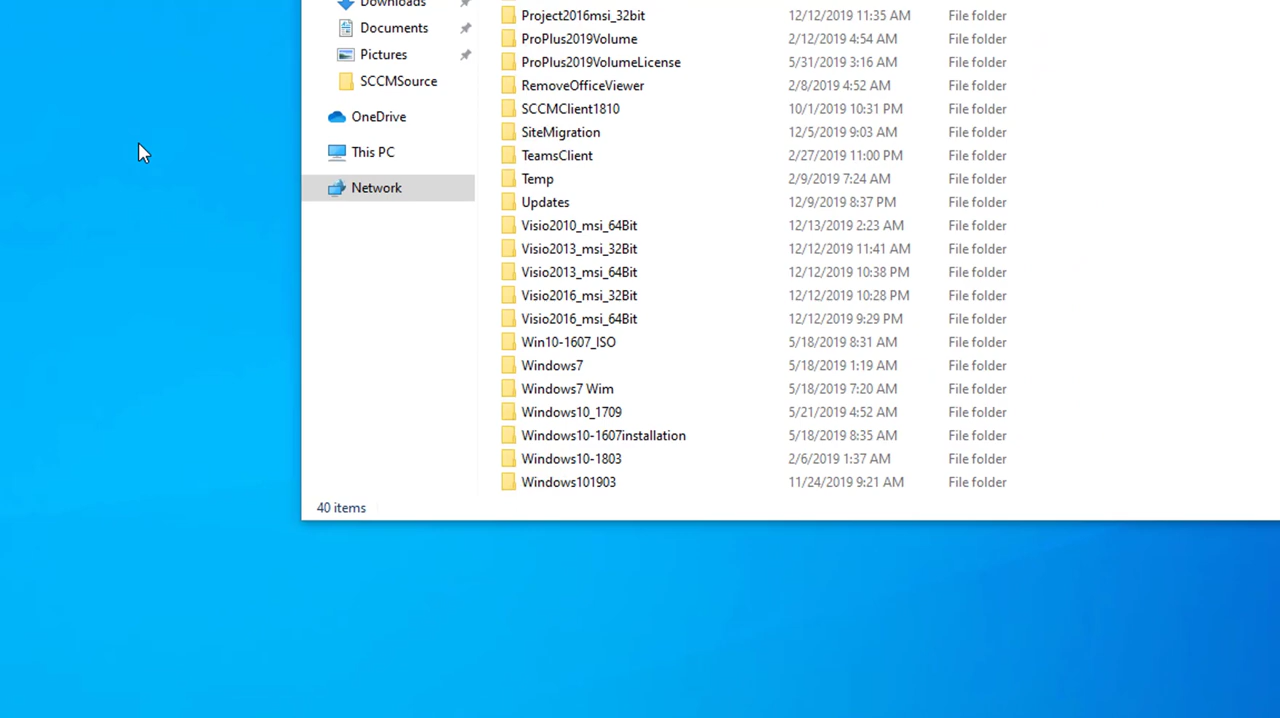 Downloads
Documents
Pictures
SCCMSource
OneDrive
This PC
Network
Project2016msi_32bit 12/12/2019 11:35 AM File folder
ProPlus2019Volume 2/12/2019 4:54 AM File folder
ProPlus2019VolumeLicense 5/31/2019 3:16 AM File folder
RemoveOfficeViewer 2/8/2019 4:52 AM File folder
SCCMClient1810 10/1/2019 10:31 PM File folder
SiteMigration 12/5/2019 9:03 AM File folder
TeamsClient 2/27/2019 11:00 PM File folder
Temp 2/9/2019 7:24 AM File folder
Updates 12/9/2019 8:37 PM File folder
Visio2010_msi_64Bit 12/13/2019 2:23 AM File folder
Visio2013_msi_32Bit 12/12/2019 11:41 AM File folder
Visio2013_msi_64Bit 12/12/2019 10:38 PM File folder
Visio2016_msi_32Bit 12/12/2019 10:28 PM File folder
Visio2016_msi_64Bit 12/12/2019 9:29 PM File folder
Win10-1607_ISO 5/18/2019 8:31 AM File folder
Windows7 5/18/2019 1:19 AM File folder
Windows7 Wim 5/18/2019 7:20 AM File folder
Windows10_1709 5/21/2019 4:52 AM File folder
Windows10-1607installation 5/18/2019 8:35 AM File folder
Windows10-1803 2/6/2019 1:37 AM File folder
Windows101903 11/24/2019 9:21 AM File folder
40 items